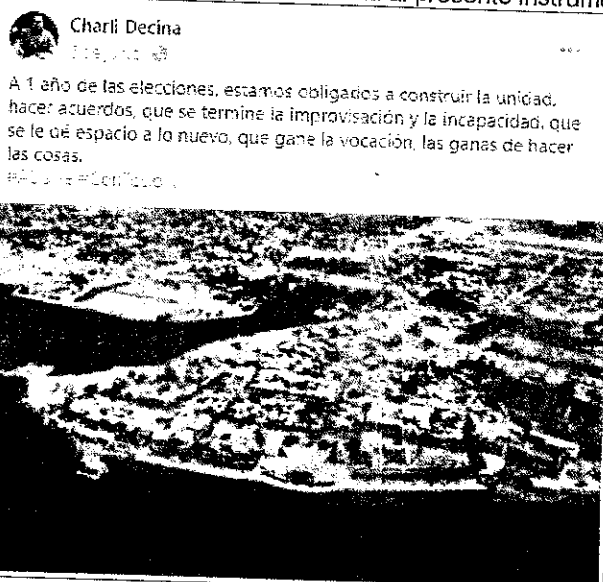 presente Instrum
Charli Decina
A 1 año de las elecciones, estamos obligados a construir la unidad,
hacer acuerdos, que se termine la improvisación y la incapacidad, que
se le dé espacio a lo nuevo, que gane la vocación, las ganas de hacer
las cosas.